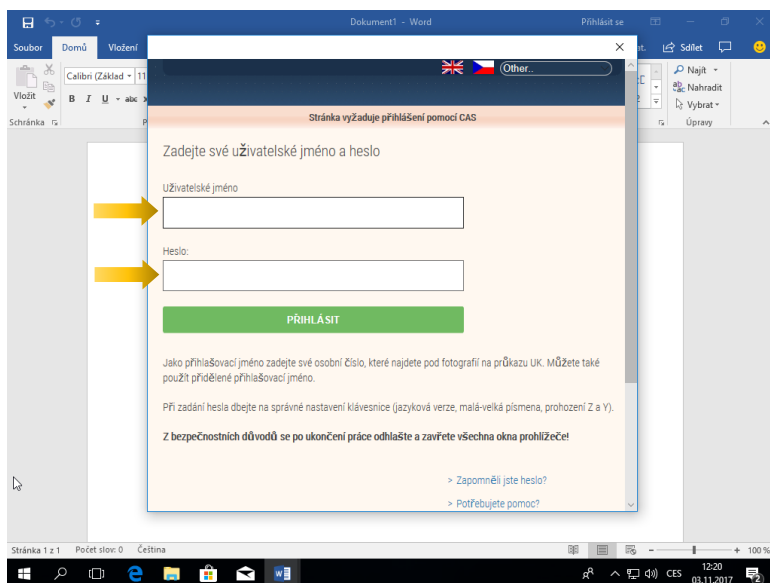 Dokument1 - Word
Přihlásit se
Soubor
Domů
Vložení
Sdílet
Vložit
Schránka
Calibri (Základ
11
B I U abc
Najít
Nahradit
Vybrat
Úpravy
Other..
Stránka vyžaduje přihlášení pomocí CAS
Zadejte své uživatelské jméno a heslo
Uživatelské jméno
Heslo:
PŘIHLÁSIT
Jako přihlašovací jméno zadejte své osobní číslo, které najdete pod fotografií na průkazu UK. Můžete také
použít přidělené přihlašovací jméno.
Při zadání hesla dbejte na správné nastavení klávesnice (jazyková verze, malá-velká písmena, prohození Z a Y).
Z bezpečnostních důvodů se po ukončení práce odhlašte a zavřete všechna okna prohlížeče!
> Zapomněli jste heslo?
> Potřebujete pomoc?
Stránka 1 z 1
Počet slov: 0
Čeština
100 %
CES
12:20
03.11.2017